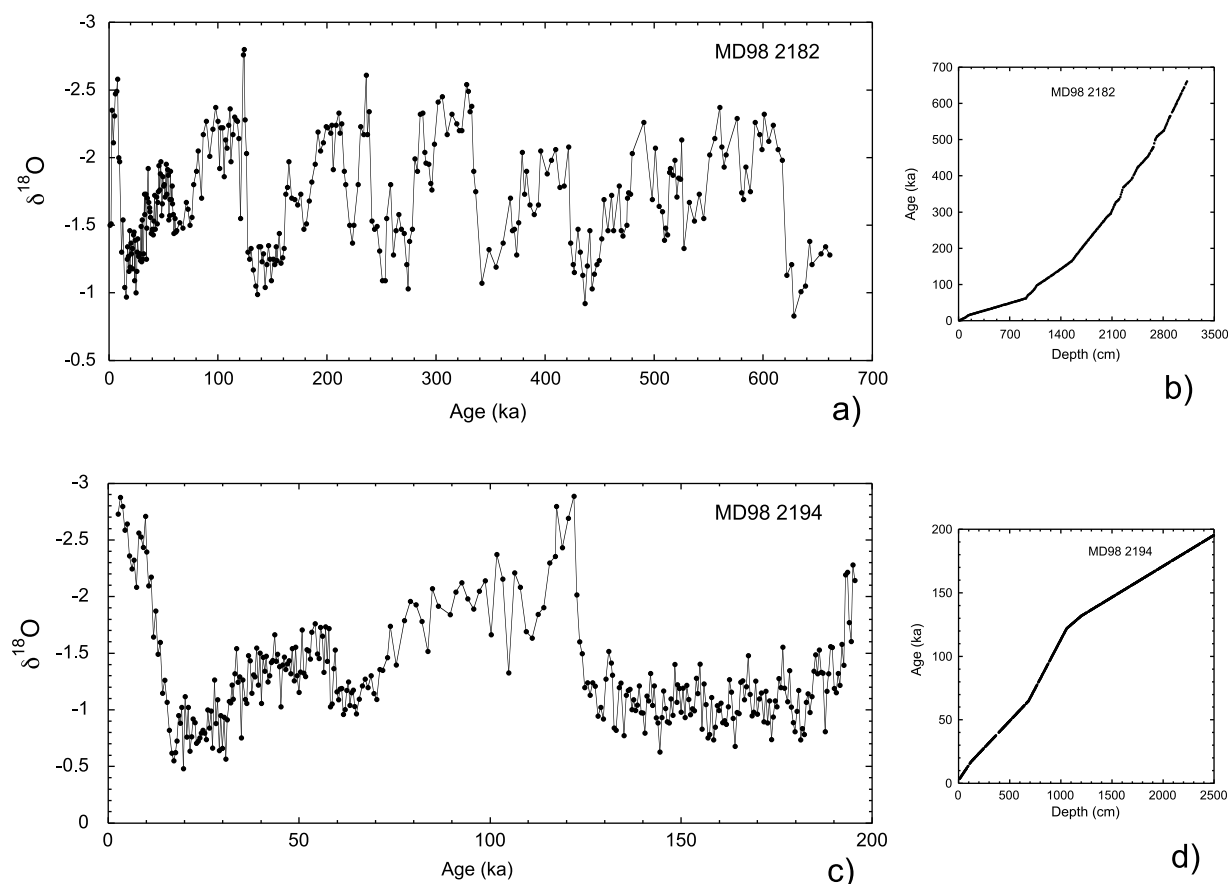 -3
MD98 2182
-2.5
-2
-1.5
-1
-0.5
δ18O
0 100 200 300 400 500 600 700
Age (ka)
a)
700
600
500
400
300
200
100
0
MD98 2182
Age (ka)
0 700 1400 2100 2800 3500
Depth (cm)
b)
-3
MD98 2194
-2.5
-2
-1.5
-1
-0.5
0
δ18O
0 50 100 150 200
Age (ka)
c)
200
150
100
50
0
MD98 2194
Age (ka)
0 500 1000 1500 2000 2500
Depth (cm)
d)